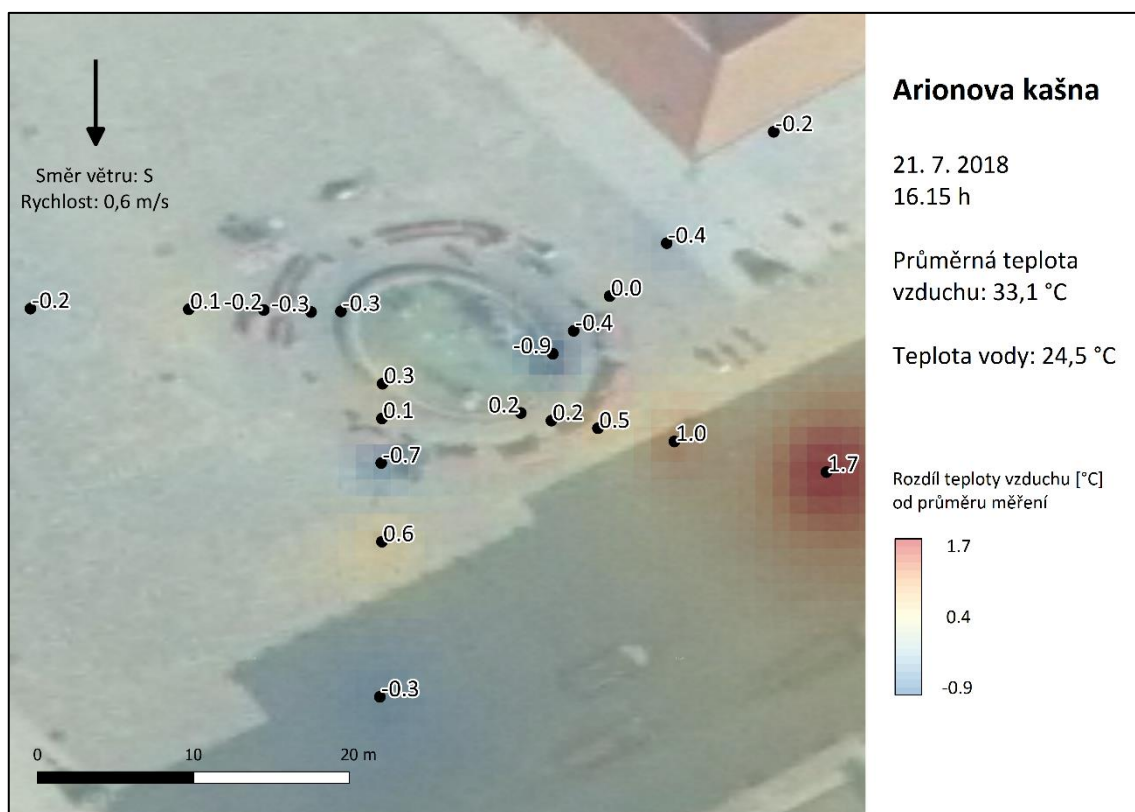 Směr větru: S
Rychlost: 0,6 m/s
-0.2
-0.4
0.0
-0.2
0.1
-0.2
-0.3
-0.3
-0.4
-0.9
0.3
0.1
0.2
0.2
0.5
1.0
-0.7
1.7
0.6
-0.3
0 10 20 m
Arionova kašna
21. 7. 2018
16.15 h
Průměrná teplota
vzduchu: 33,1 °C
Teplota vody: 24,5 °C
Rozdíl teploty vzduchu [°C]
od průměru měření
1.7
0.4
-0.9